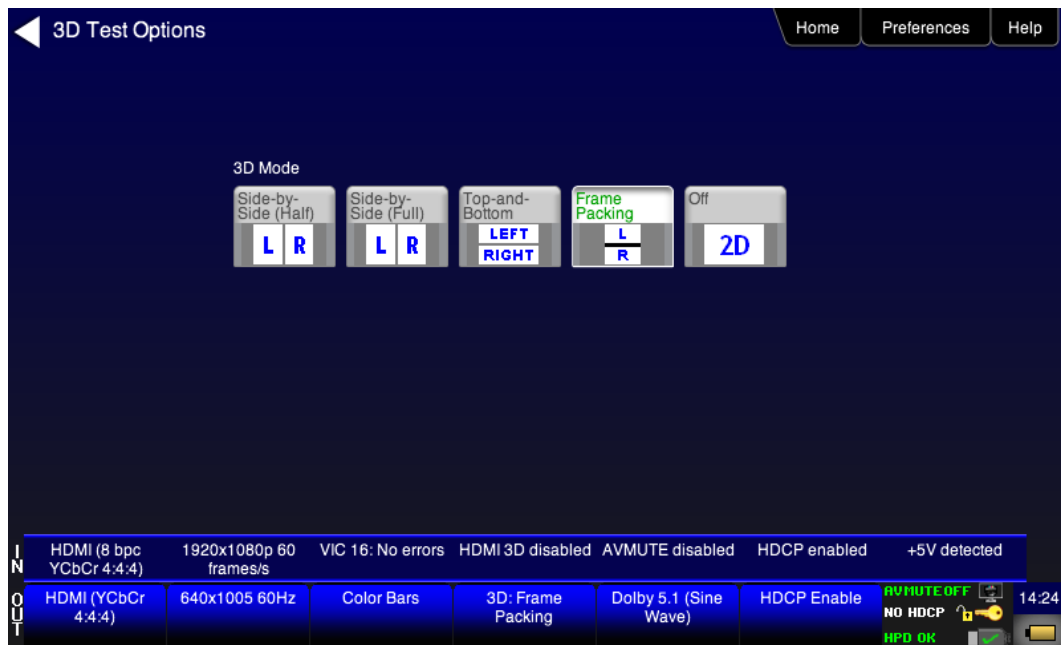 3D Test Options
Home
Preferences
Help
3D Mode
Side-by-
Side (Half)
L R
Side-by-
Side (Full)
L R
Top-and-
Bottom
LEFT
RIGHT
Frame
Packing
L
R
Off
2D
IN
HDMI (8 bpc
YCbCr 4:4:4)
1920x1080p 60
frames/s
VIC 16: No errors
HDMI 3D disabled
AVMUTE disabled
HDCP enabled
+5V detected
OUT
HDMI (YCbCr
4:4:4)
640x1005 60Hz
Color Bars
3D: Frame
Packing
Dolby 5.1 (Sine
Wave)
HDCP Enable
AVMUTE OFF
NO HDCP
HPD OK
14:24